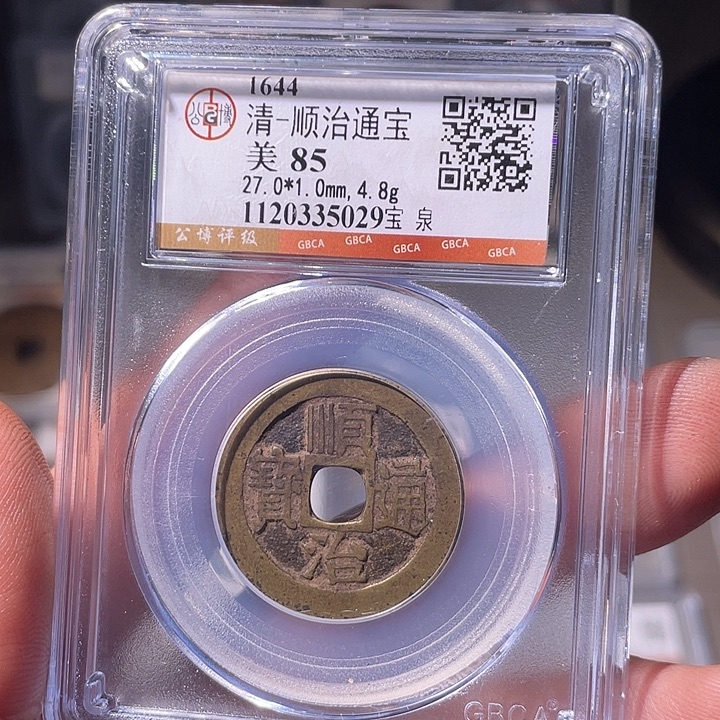 1644
公 G 博
清-顺治通宝
美 85
27.0*1.0mm, 4.8g
1120335029宝 泉
公博评级 GBCA GBCA GBCA GBCA GBCA
順
寶 通
治
GBCA®